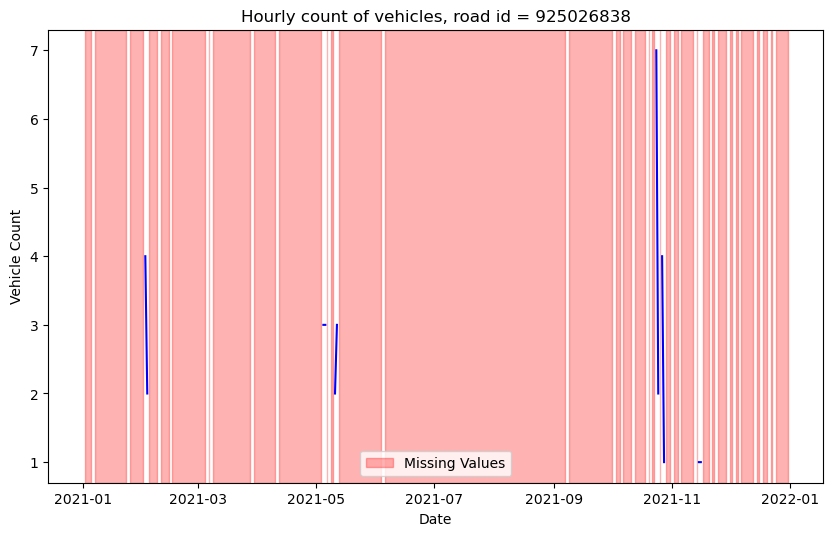 Hourly count of vehicles, road id = 925026838
Vehicle Count
7
6
5
4
3
2
1
Missing Values
2021-01 2021-03 2021-05 2021-07 2021-09 2021-11 2022-01
Date